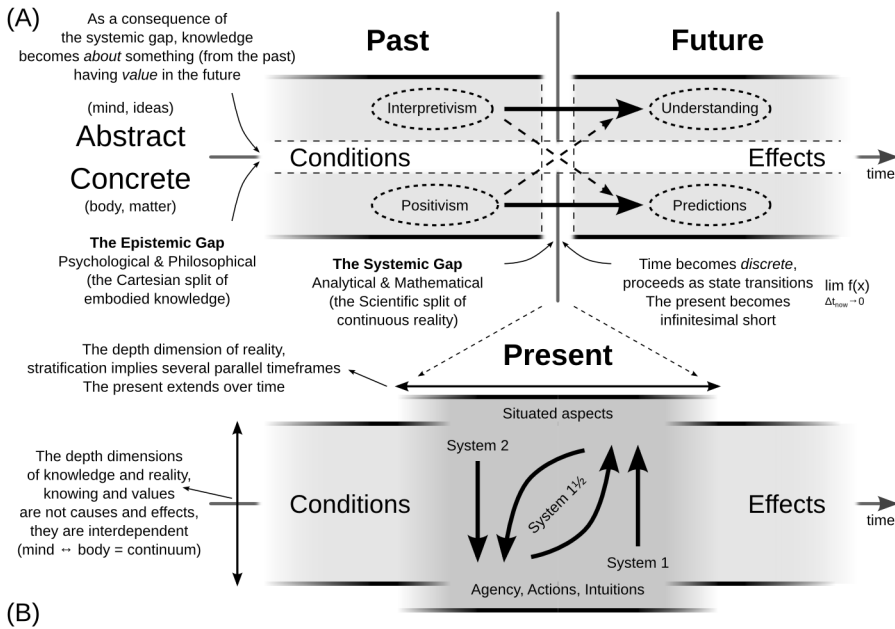 (A)
As a consequence of
the systemic gap, knowledge
becomes about something (from the past)
having value in the future
Past
Future
(mind, ideas)
Abstract
Concrete
(body, matter)
Interpretivism
Understanding
Conditions
Effects
time
Positivism
Predictions
The Epistemic Gap
Psychological & Philosophical
(the Cartesian split of
embodied knowledge)
The Systemic Gap
Analytical & Mathematical
(the Scientific split of
continuous reality)
Time becomes discrete,
proceeds as state transitions
The present becomes
infinitesimal short
lim f(x)
Δtnow→0
The depth dimension of reality,
stratification implies several parallel timeframes
The present extends over time
Present
Situated aspects
System 2
System 1½
System 1
Agency, Actions, Intuitions
Conditions
Effects
time
The depth dimensions
of knowledge and reality,
knowing and values
are not causes and effects,
they are interdependent
(mind ↔ body = continuum)
(B)